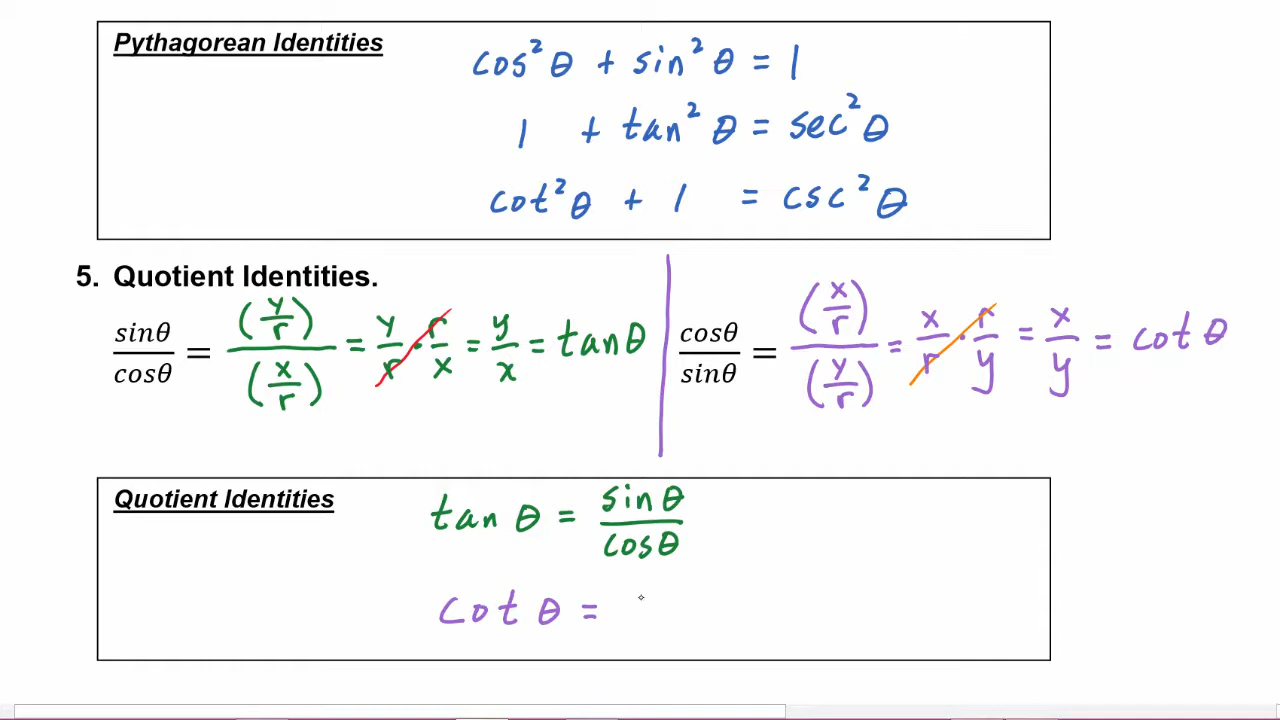 Pythagorean Identities
cos²θ + sin²θ = 1
1 + tan²θ = sec²θ
cot²θ + 1 = csc²θ
5. Quotient Identities.
sinθ/cosθ = (y/r)/(x/r) = y/r · r/x = y/x = tanθ
cosθ/sinθ = (x/r)/(y/r) = x/r · r/y = x/y = cot θ
Quotient Identities
tan θ = sinθ/cosθ
cot θ =